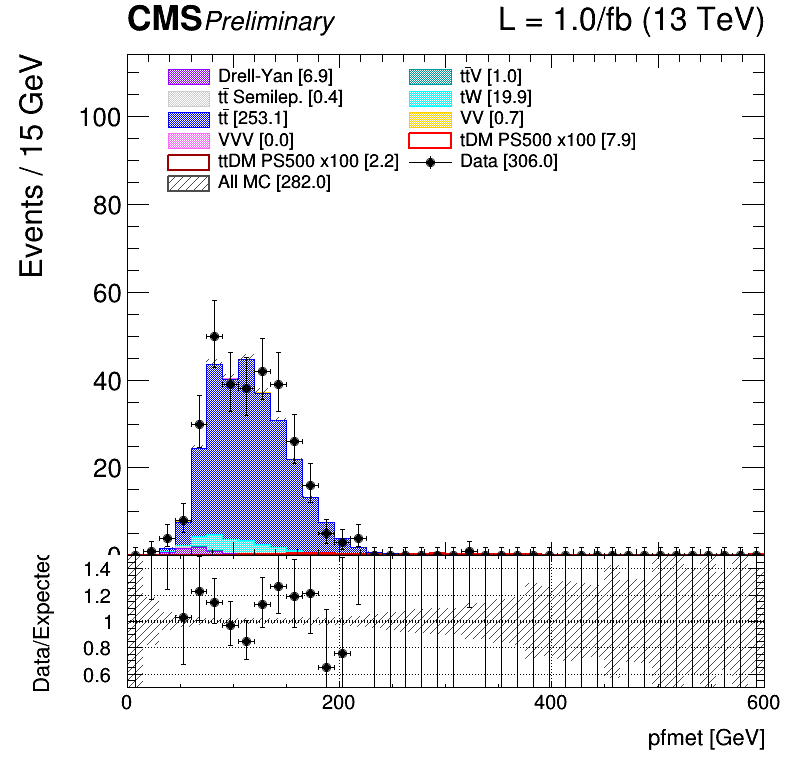 CMS Preliminary L = 1.0/fb (13 TeV)
Events / 15 GeV
Drell-Yan [6.9] tt̄V [1.0]
tt̄ Semilep. [0.4] tW [19.9]
tt̄ [253.1] VV [0.7]
VVV [0.0] tDM PS500 x100 [7.9]
ttDM PS500 x100 [2.2] Data [306.0]
All MC [282.0]
100
80
60
40
20
0
Data/Expected
1.4
1.2
1
0.8
0.6
0 200 400 600
pfmet [GeV]